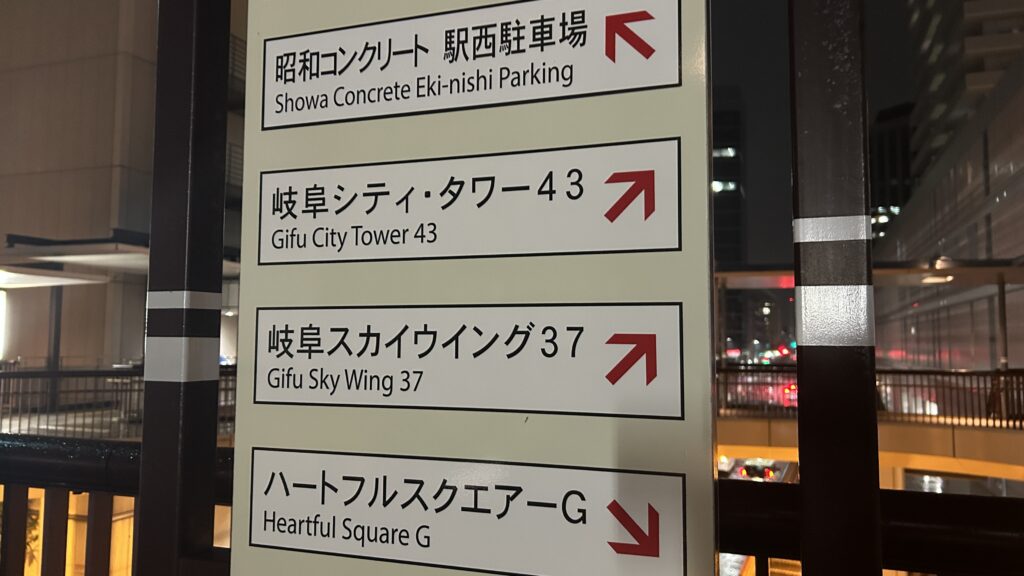 昭和コンクリート 駅西駐車場
Showa Concrete Eki-nishi Parking
岐阜シティ・タワー43
Gifu City Tower 43
岐阜スカイウイング37
Gifu Sky Wing 37
ハートフルスクエアーG
Heartful Square G